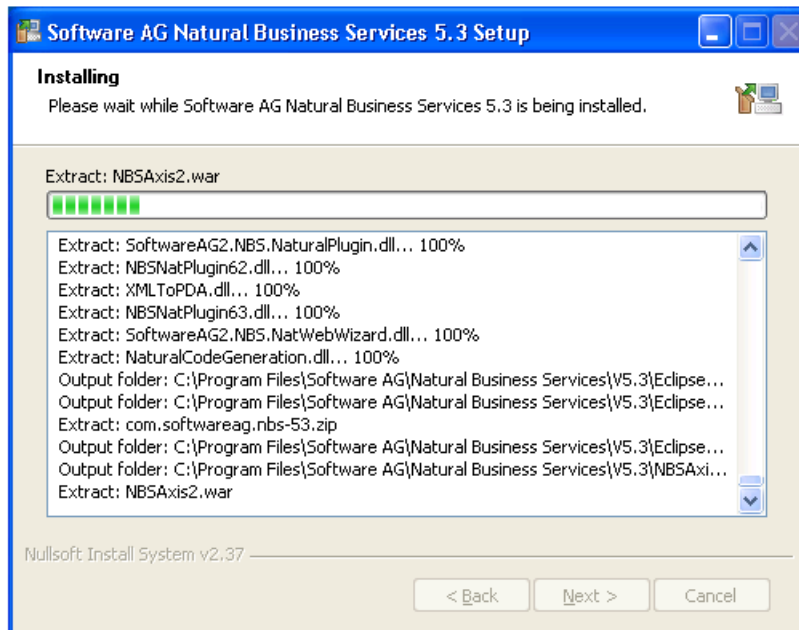 Software AG Natural Business Services 5.3 Setup
Installing
Please wait while Software AG Natural Business Services 5.3 is being installed.
Extract: NBSAxis2.war
Extract: SoftwareAG2.NBS.NaturalPlugin.dll... 100%
Extract: NBSNatPlugin62.dll... 100%
Extract: XMLToPDA.dll... 100%
Extract: NBSNatPlugin63.dll... 100%
Extract: SoftwareAG2.NBS.NatWebWizard.dll... 100%
Extract: NaturalCodeGeneration.dll... 100%
Output folder: C:\Program Files\Software AG\Natural Business Services\V5.3\Eclipse...
Output folder: C:\Program Files\Software AG\Natural Business Services\V5.3\Eclipse...
Extract: com.softwareag.nbs-53.zip
Output folder: C:\Program Files\Software AG\Natural Business Services\V5.3\Eclipse...
Output folder: C:\Program Files\Software AG\Natural Business Services\V5.3\NBSAxi...
Extract: NBSAxis2.war
Nullsoft Install System v2.37
< Back Next > Cancel